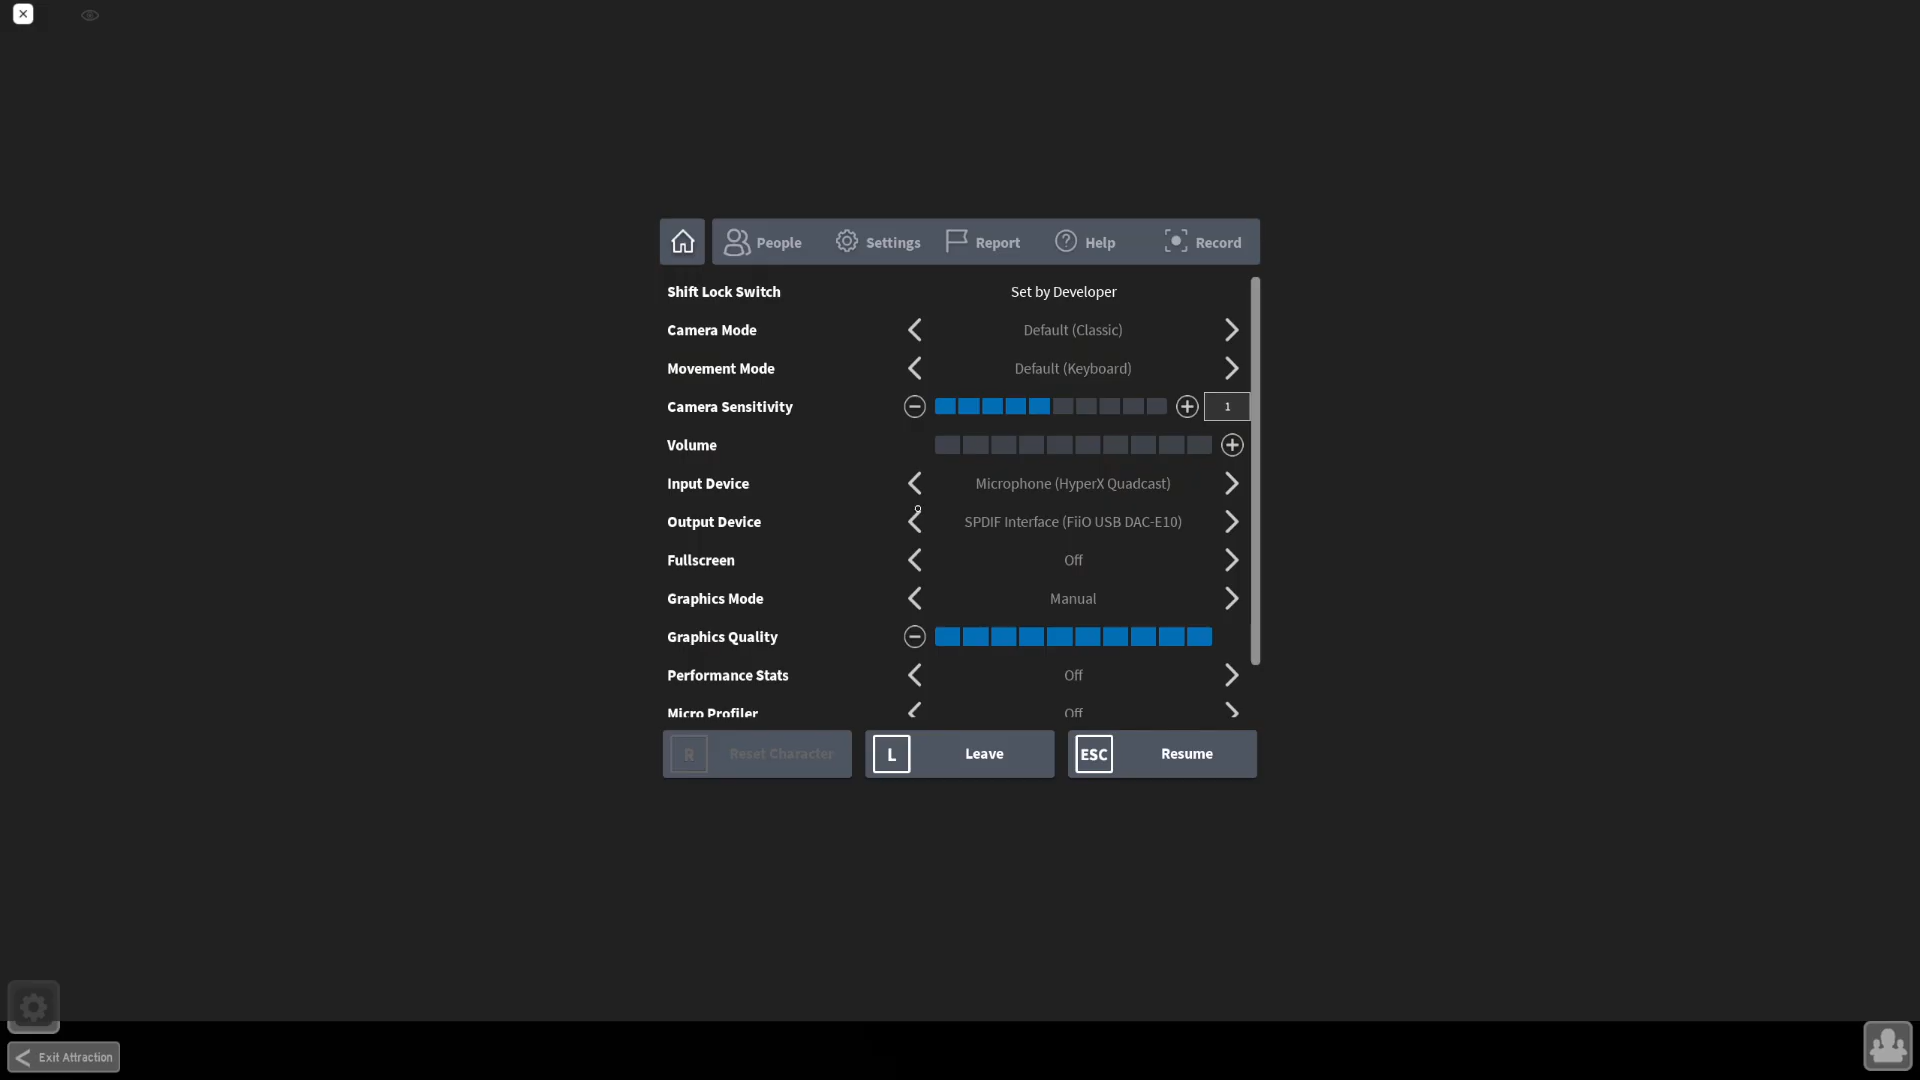 People Settings Report Help Record
Shift Lock Switch Set by Developer
Camera Mode Default (Classic)
Movement Mode Default (Keyboard)
Camera Sensitivity 1
Volume
Input Device Microphone (HyperX Quadcast)
Output Device SPDIF Interface (FiiO USB DAC-E10)
Fullscreen Off
Graphics Mode Manual
Graphics Quality
Performance Stats Off
Micro Profiler Off
R Reset Character L Leave ESC Resume
Exit Attraction